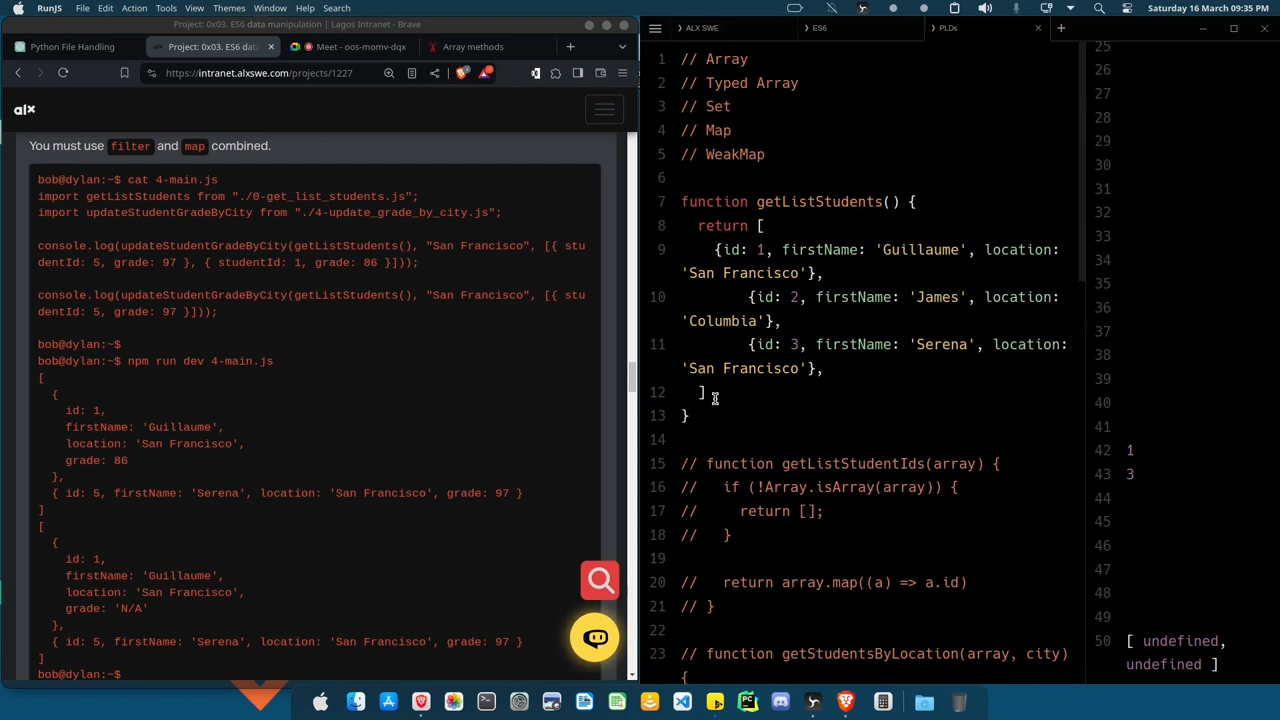 RunJS File Edit Action Tools View Themes Window Help Saturday 16 March 09:35 PM
Project: 0x03. ES6 data manipulation | Lagos Intranet - Brave
Python File Handling Project: 0x03. ES6 data Meet - oos-momv-dqx Array methods
https://intranet.alxswe.com/projects/1227
alx
You must use filter and map combined.
bob@dylan:~$ cat 4-main.js
import getListStudents from "./0-get_list_students.js";
import updateStudentGradeByCity from "./4-update_grade_by_city.js";
console.log(updateStudentGradeByCity(getListStudents(), "San Francisco", [{ stu
dentId: 5, grade: 97 }, { studentId: 1, grade: 86 }]));
console.log(updateStudentGradeByCity(getListStudents(), "San Francisco", [{ stu
dentId: 5, grade: 97 }]));
bob@dylan:~$
bob@dylan:~$ npm run dev 4-main.js
[
{
id: 1,
firstName: 'Guillaume',
location: 'San Francisco',
grade: 86
},
{ id: 5, firstName: 'Serena', location: 'San Francisco', grade: 97 }
]
[
{
id: 1,
firstName: 'Guillaume',
location: 'San Francisco',
grade: 'N/A'
},
{ id: 5, firstName: 'Serena', location: 'San Francisco', grade: 97 }
]
bob@dylan:~$
ALX SWE ES6 PLDs
1 // Array
2 // Typed Array
3 // Set
4 // Map
5 // WeakMap
6
7 function getListStudents() {
8 return [
9 {id: 1, firstName: 'Guillaume', location:
'San Francisco'},
10 {id: 2, firstName: 'James', location:
'Columbia'},
11 {id: 3, firstName: 'Serena', location:
'San Francisco'},
12 ]
13 }
14
15 // function getListStudentIds(array) {
16 // if (!Array.isArray(array)) {
17 // return [];
18 // }
19
20 // return array.map((a) => a.id)
21 // }
22
23 // function getStudentsByLocation(array, city)
{
25
26
27
28
29
30
31
32
33
34
35
36
37
38
39
40
41
42 1
43 3
44
45
46
47
48
49
50 [ undefined,
undefined ]